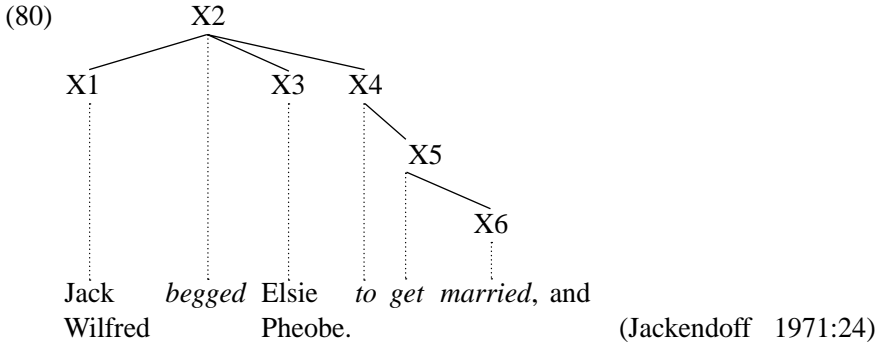 (80) X2
X1 X3 X4
X5
X6
Jack begged Elsie to get married, and
Wilfred Pheobe. (Jackendoff 1971:24)